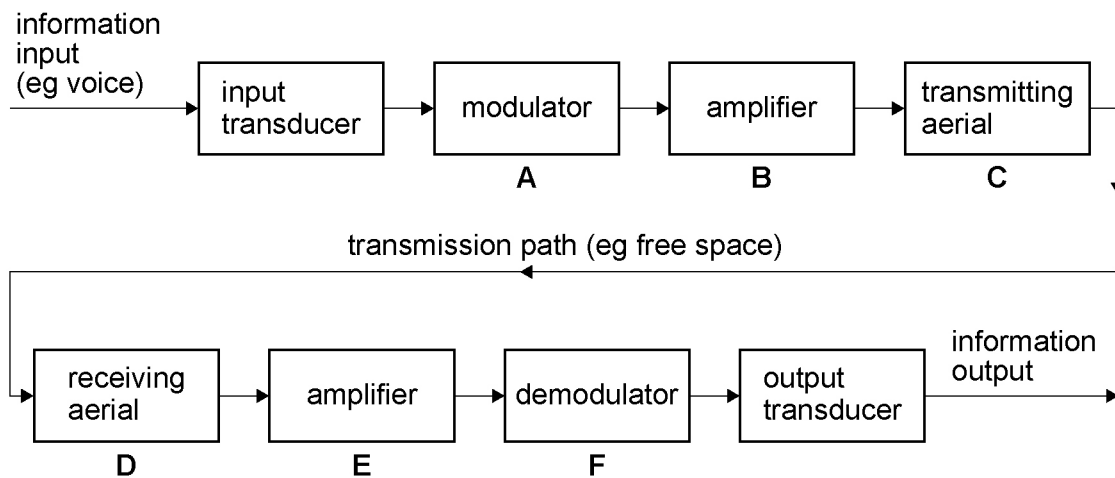 information
input
(eg voice)
input
transducer
modulator
amplifier
transmitting
aerial
A
B
C
transmission path (eg free space)
receiving
aerial
amplifier
demodulator
output
transducer
information
output
D
E
F